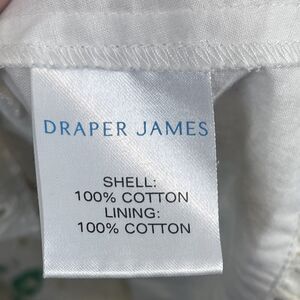 DRAPER JAMES
SHELL:
100% COTTON
LINING:
100% COTTON